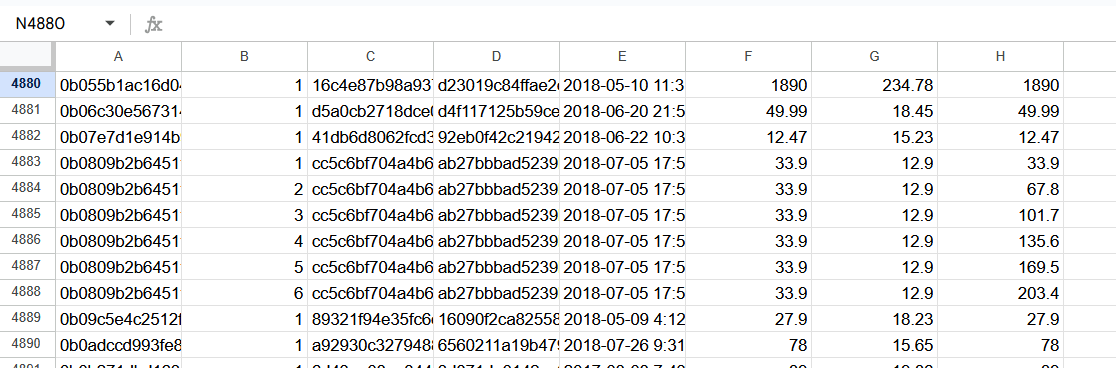 N4880 fx
A B C D E F G H
4880 0b055b1ac16d04 1 16c4e87b98a937 d23019c84ffae2 2018-05-10 11:3 1890 234.78 1890
4881 0b06c30e567314 1 d5a0cb2718dce d4f117125b59ce 2018-06-20 21:5 49.99 18.45 49.99
4882 0b07e7d1e914b 1 41db6d8062fcd3 92eb0f42c21942 2018-06-22 10:3 12.47 15.23 12.47
4883 0b0809b2b6451 1 cc5c6bf704a4b6 ab27bbbad5239 2018-07-05 17:5 33.9 12.9 33.9
4884 0b0809b2b6451 2 cc5c6bf704a4b6 ab27bbbad5239 2018-07-05 17:5 33.9 12.9 67.8
4885 0b0809b2b6451 3 cc5c6bf704a4b6 ab27bbbad5239 2018-07-05 17:5 33.9 12.9 101.7
4886 0b0809b2b6451 4 cc5c6bf704a4b6 ab27bbbad5239 2018-07-05 17:5 33.9 12.9 135.6
4887 0b0809b2b6451 5 cc5c6bf704a4b6 ab27bbbad5239 2018-07-05 17:5 33.9 12.9 169.5
4888 0b0809b2b6451 6 cc5c6bf704a4b6 ab27bbbad5239 2018-07-05 17:5 33.9 12.9 203.4
4889 0b09c5e4c2512f 1 89321f94e35fc6 16090f2ca82558 2018-05-09 4:12 27.9 18.23 27.9
4890 0b0adccd993fe8 1 a92930c3279488 6560211a19b479 2018-07-26 9:31 78 15.65 78